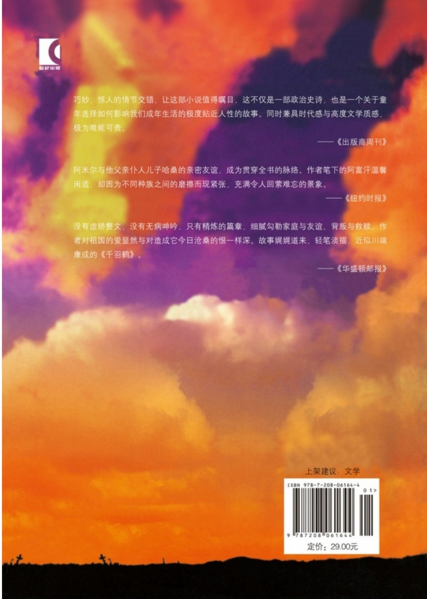 世纪文景
巧妙、惊人的情节交错，让这部小说值得瞩目，这不仅是一部政治史诗，也是一个关于童
年选择如何影响我们成年生活的极度贴近人性的故事。同时兼具时代感与高度文学质感，
极为难能可贵。
——《出版商周刊》
阿米尔与他父亲仆人儿子哈桑的亲密友谊，成为贯穿全书的脉络。作者笔下的阿富汗温馨
闲逸，却因为不同种族之间的磨擦而现紧张，充满令人回萦难忘的景象。
——《纽约时报》
没有虚矫赘文，没有无病呻吟，只有精炼的篇章，细腻勾勒家庭与友谊、背叛与救赎。作
者对祖国的爱显然与对造成它今日沧桑的恨一样深。故事娓娓道来，轻笔淡描，近似川端
康成的《千羽鹤》。
——《华盛顿邮报》
上架建议：文学
ISBN 978-7-208-06164-4
01>
9 787208 061644
定价：29.00元